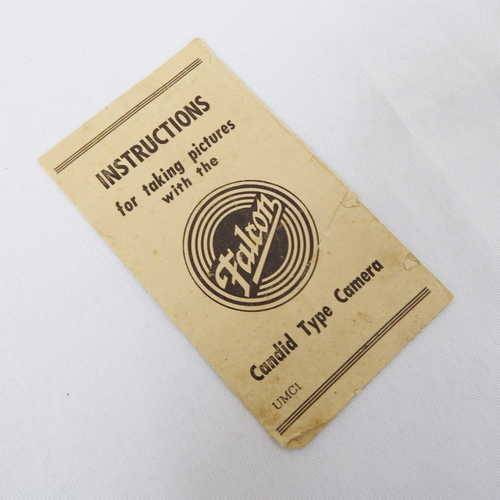 INSTRUCTIONS
for taking pictures
with the
Falcon
Candid Type Camera
UMC1